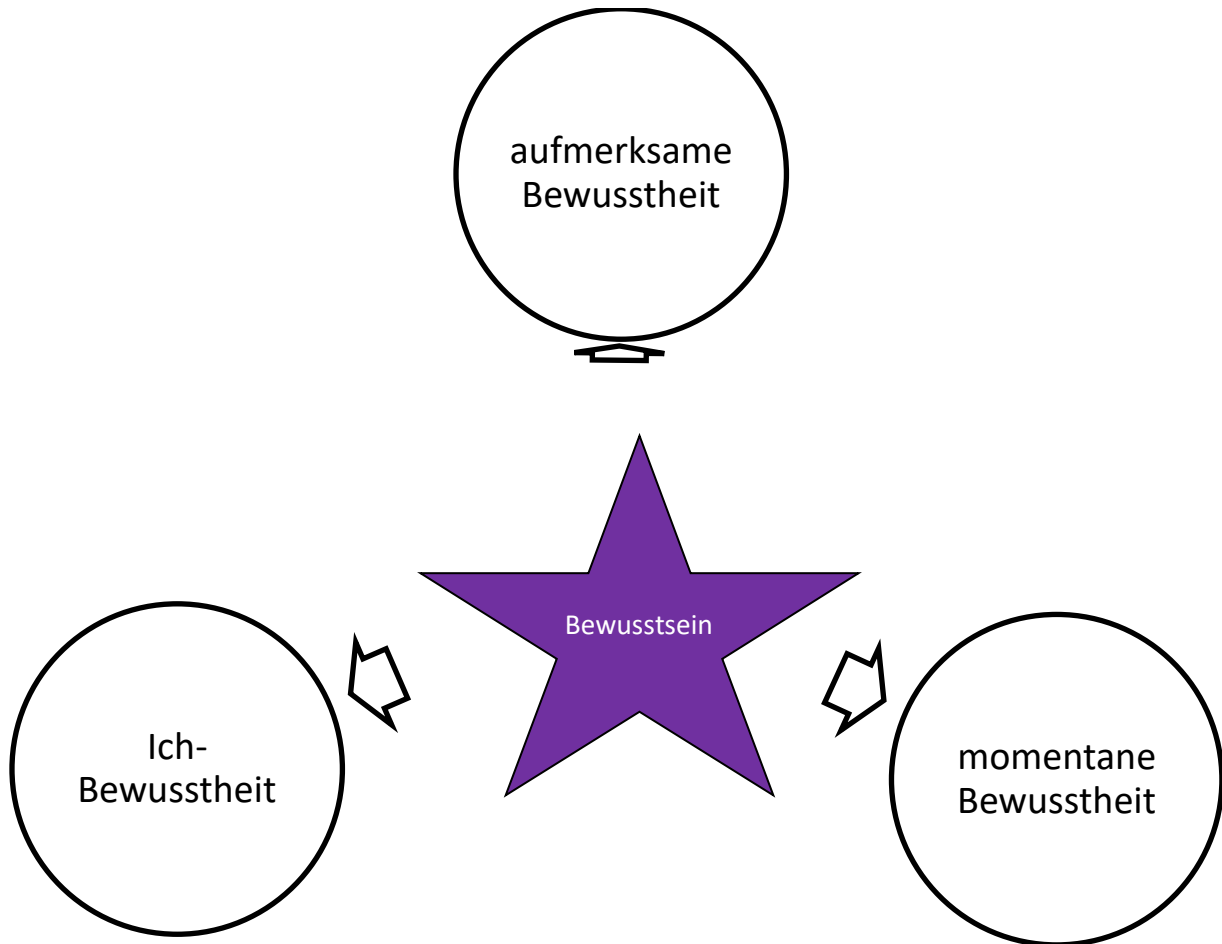 aufmerksame
Bewusstheit
Bewusstsein
Ich-
Bewusstheit
momentane
Bewusstheit